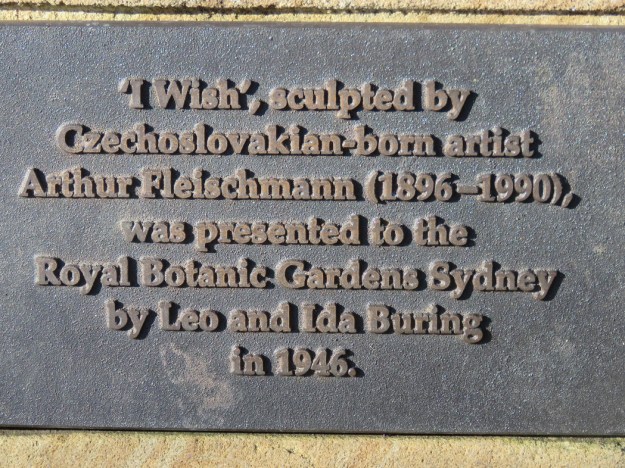 ‘I Wish’, sculpted by
Czechoslovakian-born artist
Arthur Fleischmann (1896–1990),
was presented to the
Royal Botanic Gardens Sydney
by Leo and Ida Buring
in 1946.